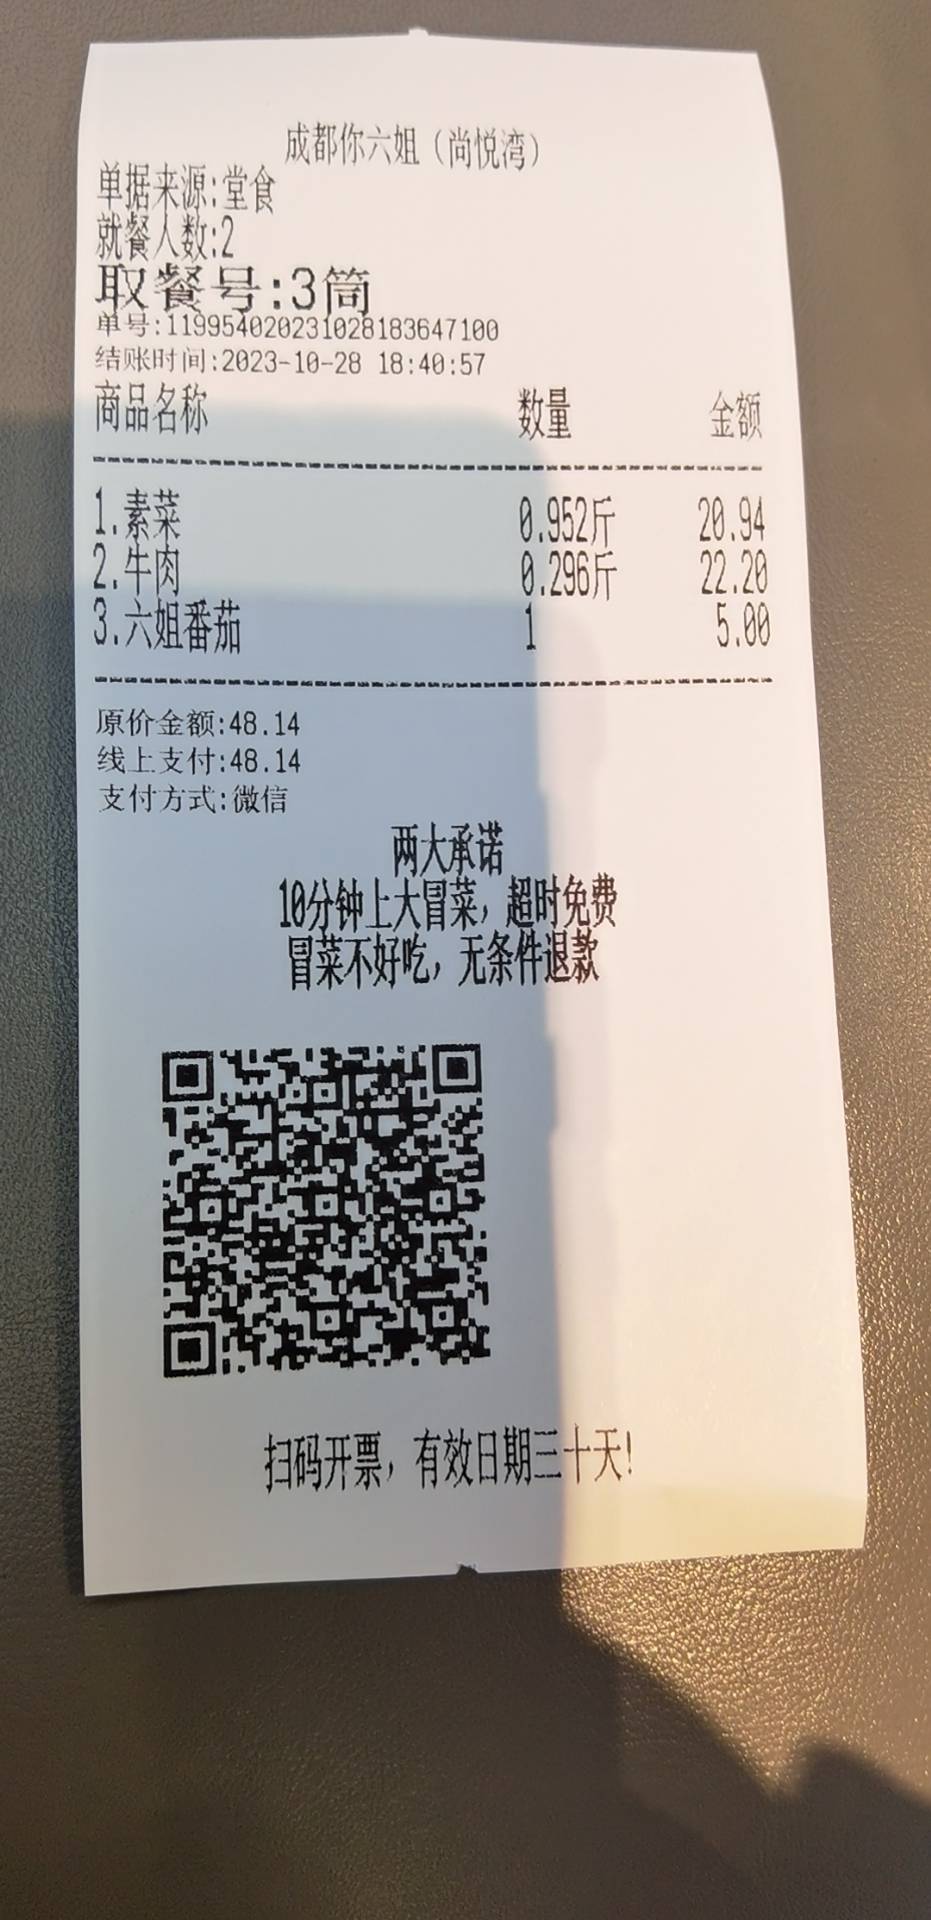 成都你六姐（尚悦湾）
单据来源:堂食
就餐人数:2
取餐号:3筒
单号:119954020231028183647100
结账时间:2023-10-28 18:40:57
商品名称 数量 金额
1.素菜 0.952斤 20.94
2.牛肉 0.296斤 22.20
3.六姐番茄 1 5.00
原价金额:48.14
线上支付:48.14
支付方式:微信
两大承诺
10分钟上大冒菜，超时免费
冒菜不好吃，无条件退款
扫码开票，有效日期三十天!